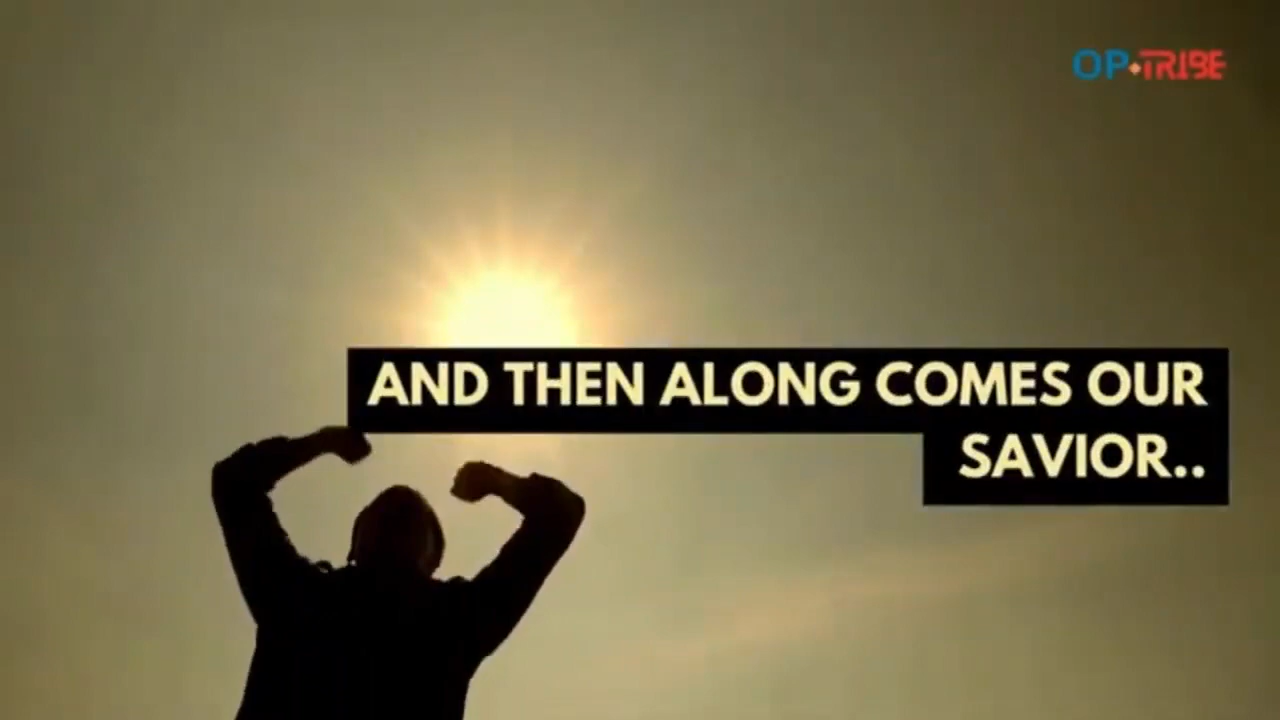 OP•TRIBE
AND THEN ALONG COMES OUR
SAVIOR..